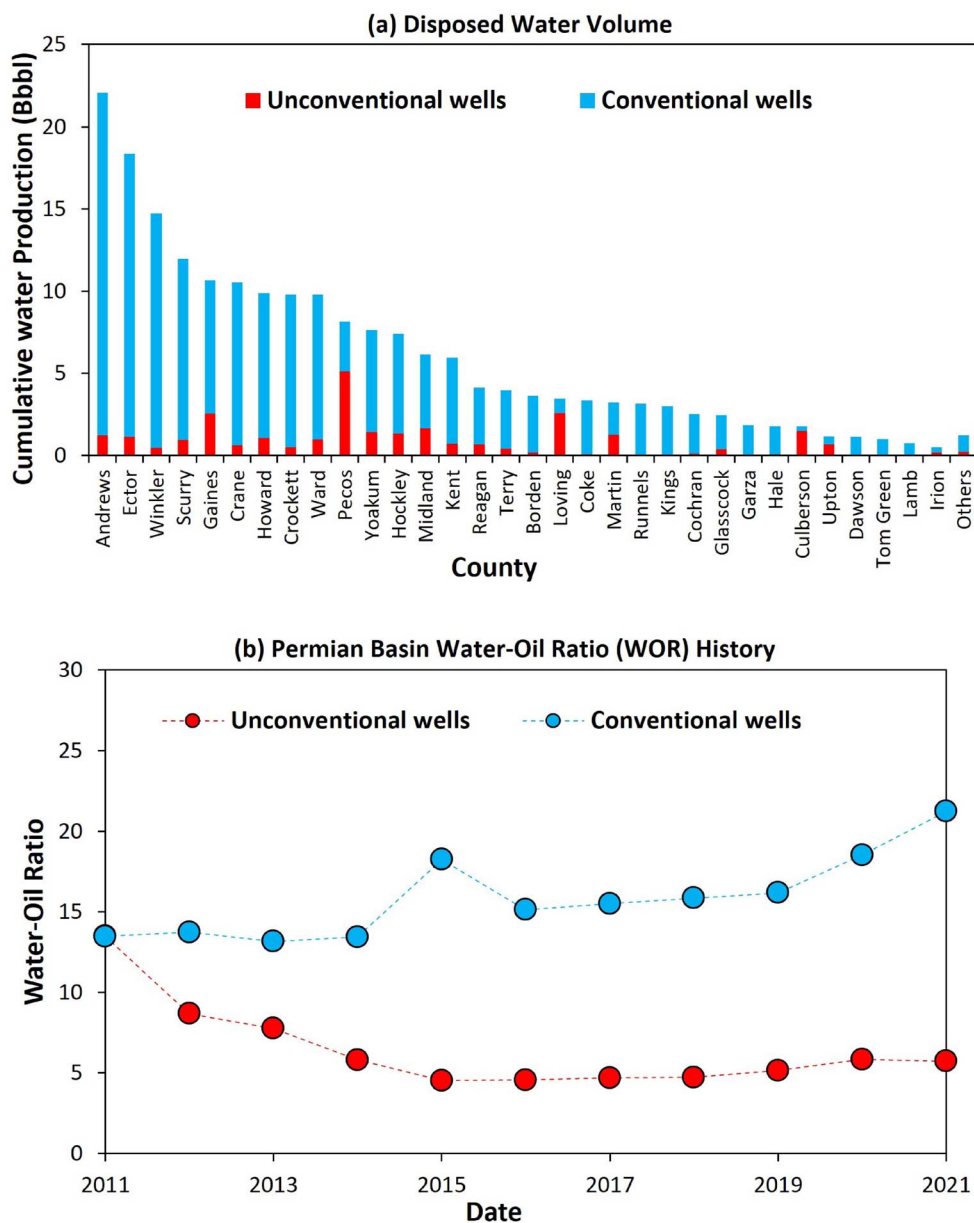 (a) Disposed Water Volume
Cumulative water Production (Bbbl)
25
20
15
10
5
0
Unconventional wells
Conventional wells
Andrews
Ector
Winkler
Scurry
Gaines
Crane
Howard
Crockett
Ward
Pecos
Yoakum
Hockley
Midland
Kent
Reagan
Terry
Borden
Loving
Coke
Martin
Runnels
Kings
Cochran
Glasscock
Garza
Hale
Culberson
Upton
Dawson
Tom Green
Lamb
Irion
Others
County
(b) Permian Basin Water-Oil Ratio (WOR) History
Water-Oil Ratio
30
25
20
15
10
5
0
Unconventional wells
Conventional wells
2011
2013
2015
2017
2019
2021
Date